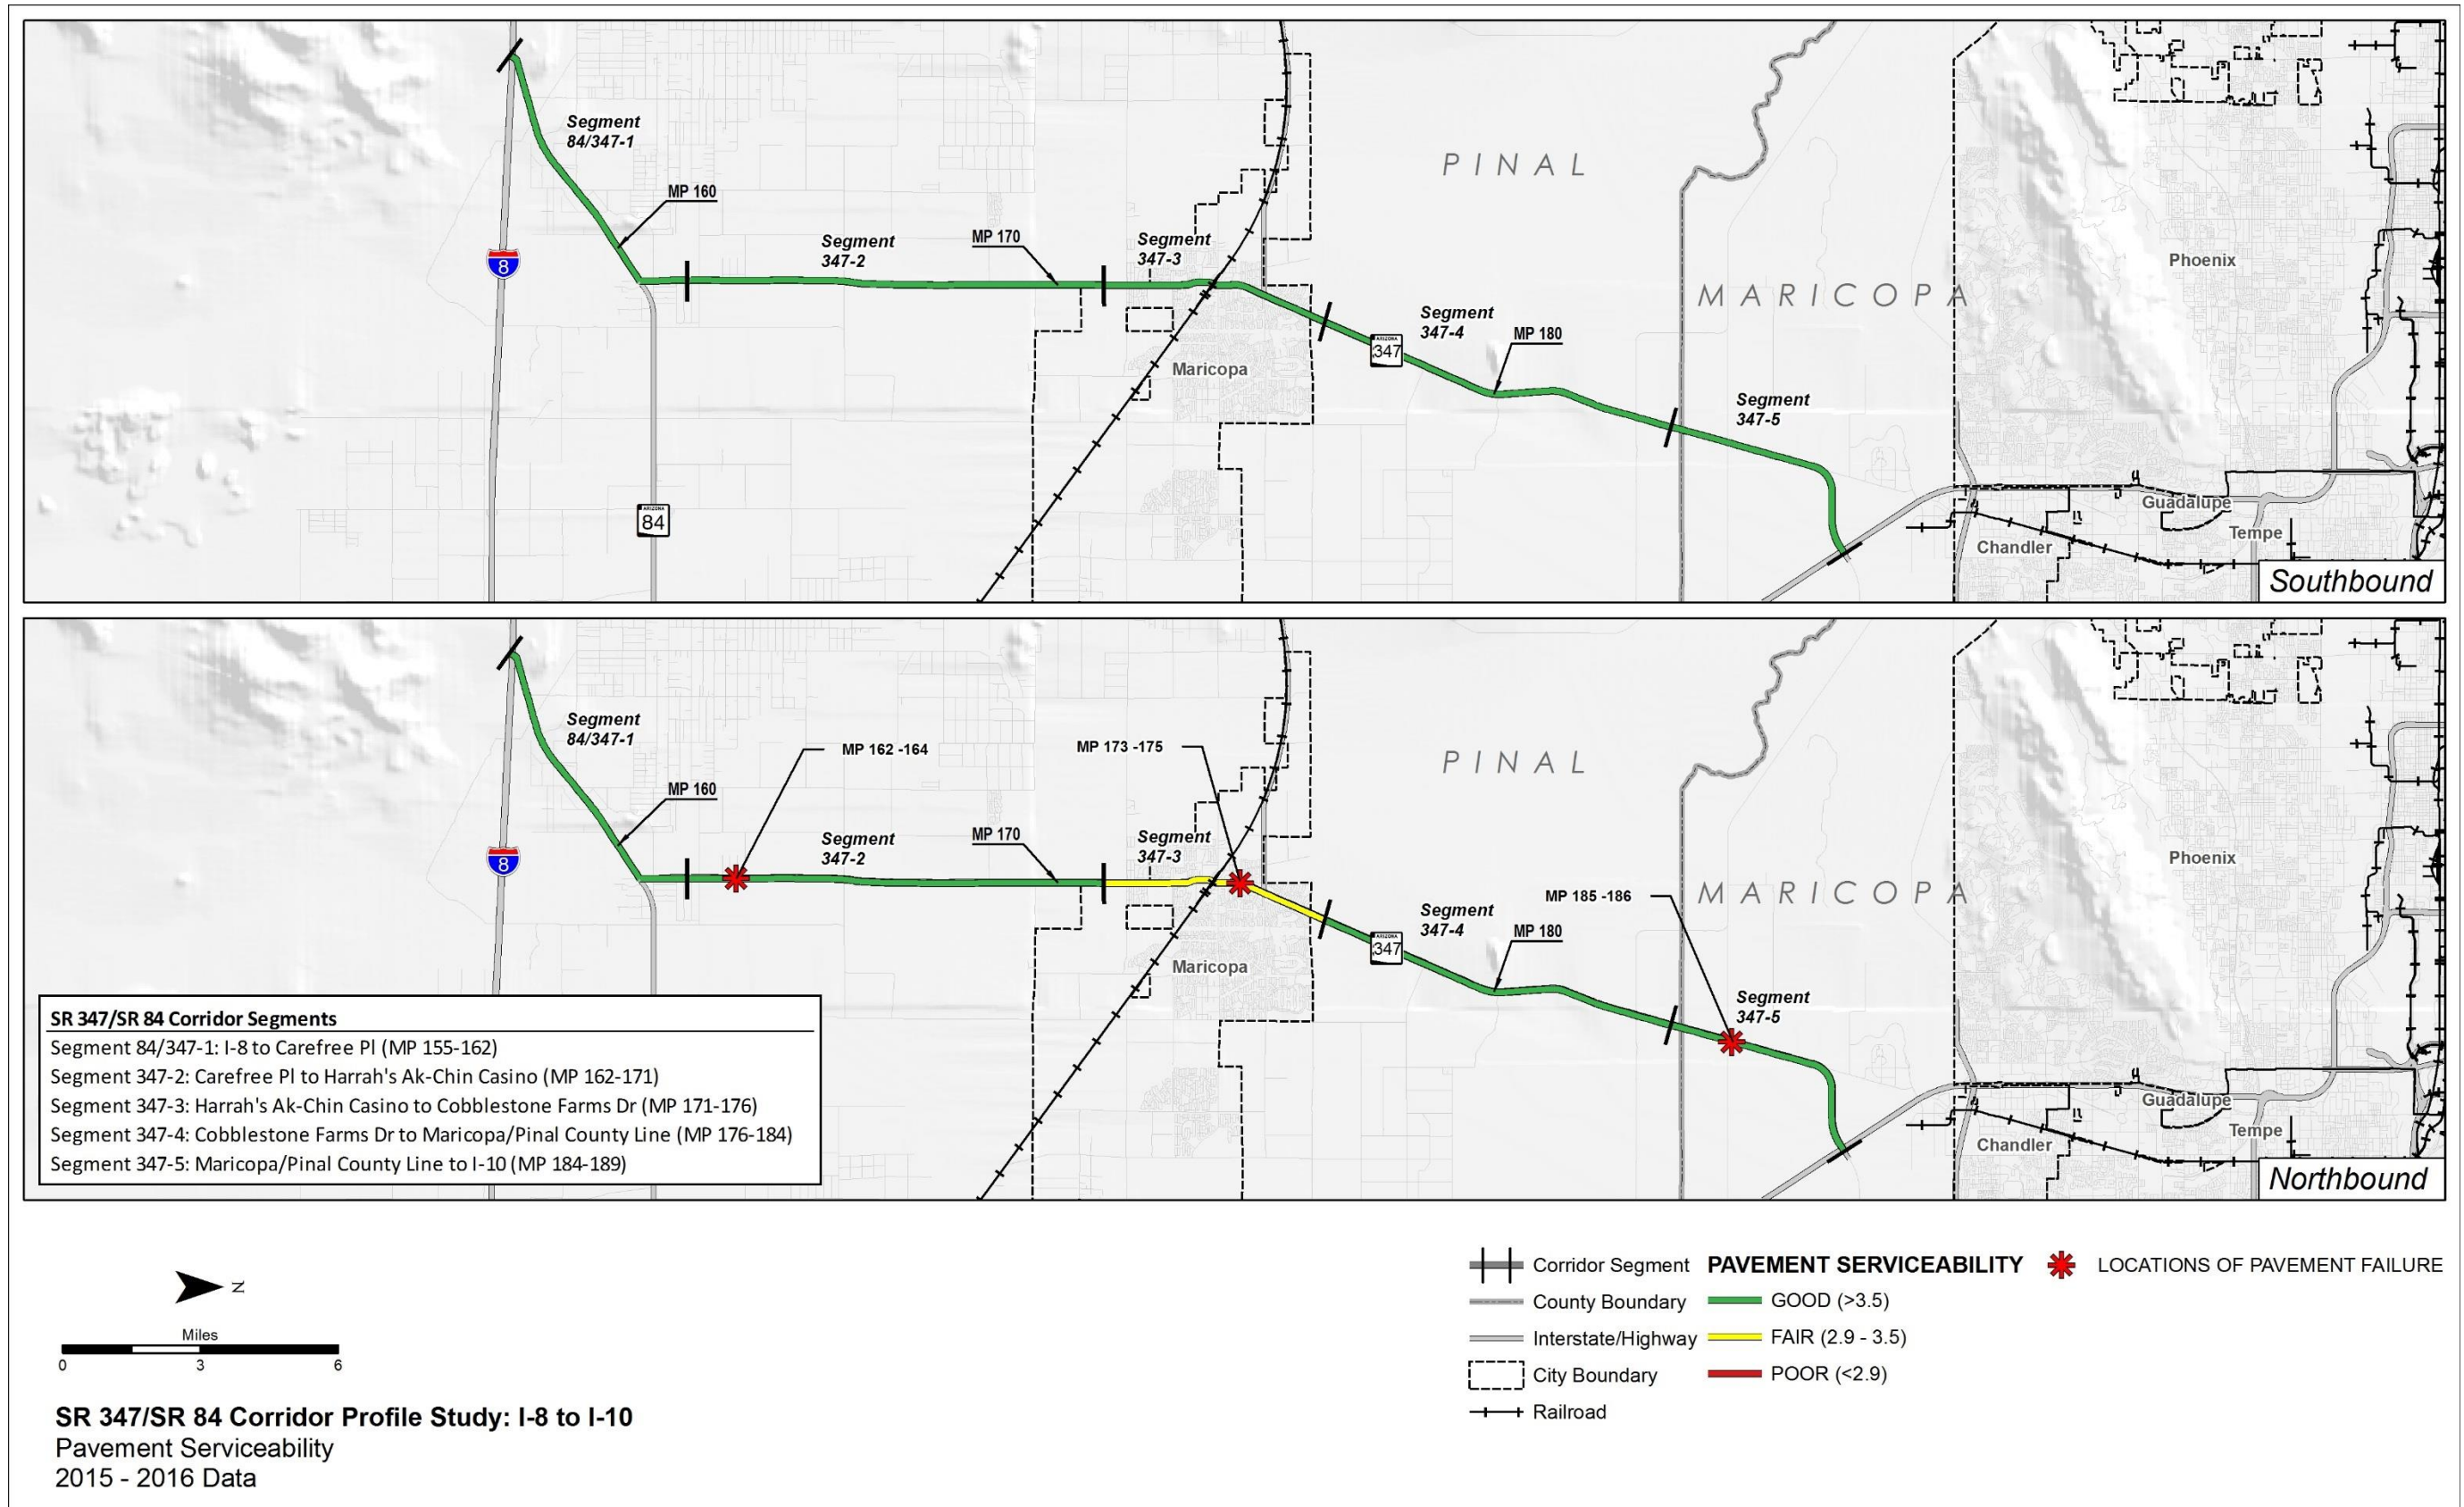 Segment
84/347-1
MP 160
8
84
Segment
347-2
MP 170
Segment
347-3
Maricopa
PINAL
MARICOPA
Segment
347-4
347
ARIZONA
MP 180
Segment
347-5
Phoenix
Guadalupe
Tempe
Chandler
Southbound
Segment
84/347-1
MP 162 -164
MP 173 -175
MP 160
8
Segment
347-2
MP 170
Segment
347-3
Maricopa
PINAL
MARICOPA
MP 185 -186
Segment
347-4
347
ARIZONA
MP 180
Segment
347-5
Phoenix
Guadalupe
Tempe
Chandler
Northbound
SR 347/SR 84 Corridor Segments
Segment 84/347-1: I-8 to Carefree Pl (MP 155-162)
Segment 347-2: Carefree Pl to Harrah's Ak-Chin Casino (MP 162-171)
Segment 347-3: Harrah's Ak-Chin Casino to Cobblestone Farms Dr (MP 171-176)
Segment 347-4: Cobblestone Farms Dr to Maricopa/Pinal County Line (MP 176-184)
Segment 347-5: Maricopa/Pinal County Line to I-10 (MP 184-189)
N
Miles
0 3 6
SR 347/SR 84 Corridor Profile Study: I-8 to I-10
Pavement Serviceability
2015 - 2016 Data
Corridor Segment
County Boundary
Interstate/Highway
City Boundary
Railroad
PAVEMENT SERVICEABILITY
GOOD (>3.5)
FAIR (2.9 - 3.5)
POOR (<2.9)
LOCATIONS OF PAVEMENT FAILURE